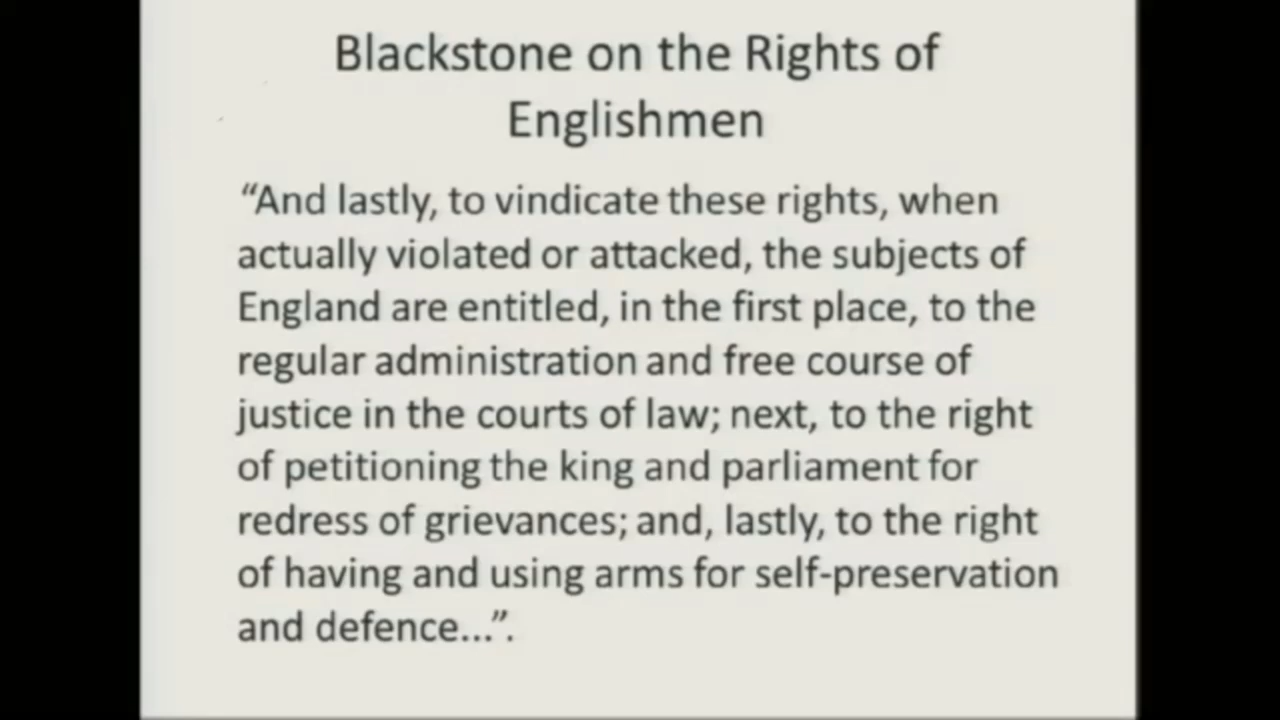 Blackstone on the Rights of
Englishmen
“And lastly, to vindicate these rights, when
actually violated or attacked, the subjects of
England are entitled, in the first place, to the
regular administration and free course of
justice in the courts of law; next, to the right
of petitioning the king and parliament for
redress of grievances; and, lastly, to the right
of having and using arms for self-preservation
and defence...”.